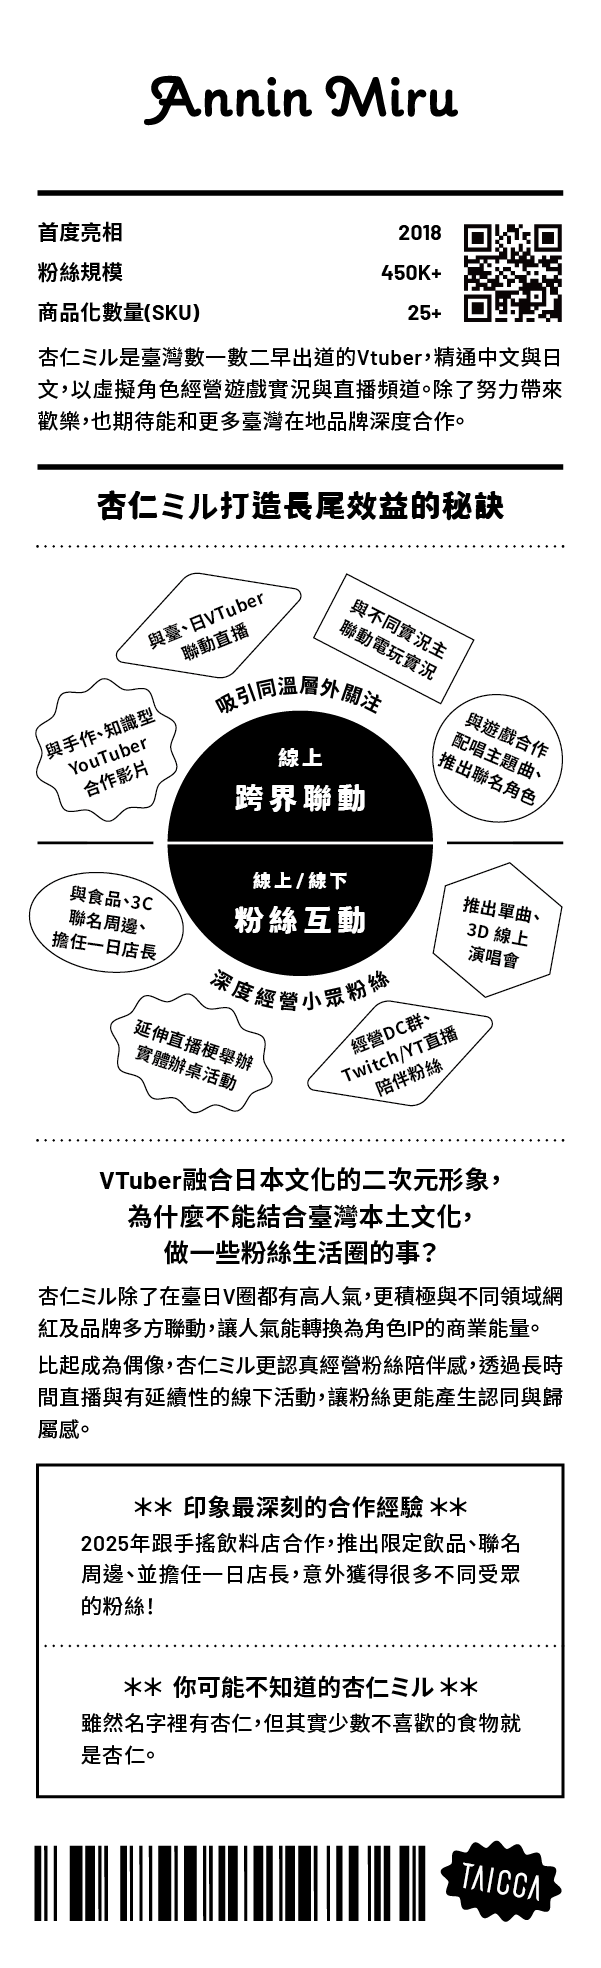 Annin Miru
首度亮相 2018
粉絲規模 450K+
商品化數量(SKU) 25+
杏仁ミル是臺灣數一數二早出道的Vtuber，精通中文與日
文，以虛擬角色經營遊戲實況與直播頻道。除了努力帶來
歡樂，也期待能和更多臺灣在地品牌深度合作。
杏仁ミル打造長尾效益的秘訣
與臺、日VTuber
聯動直播
與不同實況主
聯動電玩實況
吸引同溫層外關注
與手作、知識型
YouTuber
合作影片
與遊戲合作
配唱主題曲、
推出聯名角色
線上
跨界聯動
線上/線下
粉絲互動
與食品、3C
聯名周邊、
擔任一日店長
推出單曲、
3D 線上
演唱會
深度經營小眾粉絲
延伸直播梗舉辦
實體辦桌活動
經營DC群、
Twitch/YT直播
陪伴粉絲
VTuber融合日本文化的二次元形象，
為什麼不能結合臺灣本土文化，
做一些粉絲生活圈的事？
杏仁ミル除了在臺日V圈都有高人氣，更積極與不同領域網
紅及品牌多方聯動，讓人氣能轉換為角色IP的商業能量。
比起成為偶像，杏仁ミル更認真經營粉絲陪伴感，透過長時
間直播與有延續性的線下活動，讓粉絲更能產生認同與歸
屬感。
＊＊ 印象最深刻的合作經驗 ＊＊
2025年跟手搖飲料店合作，推出限定飲品、聯名
周邊、並擔任一日店長，意外獲得很多不同受眾
的粉絲！
＊＊ 你可能不知道的杏仁ミル ＊＊
雖然名字裡有杏仁，但其實少數不喜歡的食物就
是杏仁。
TAICCA